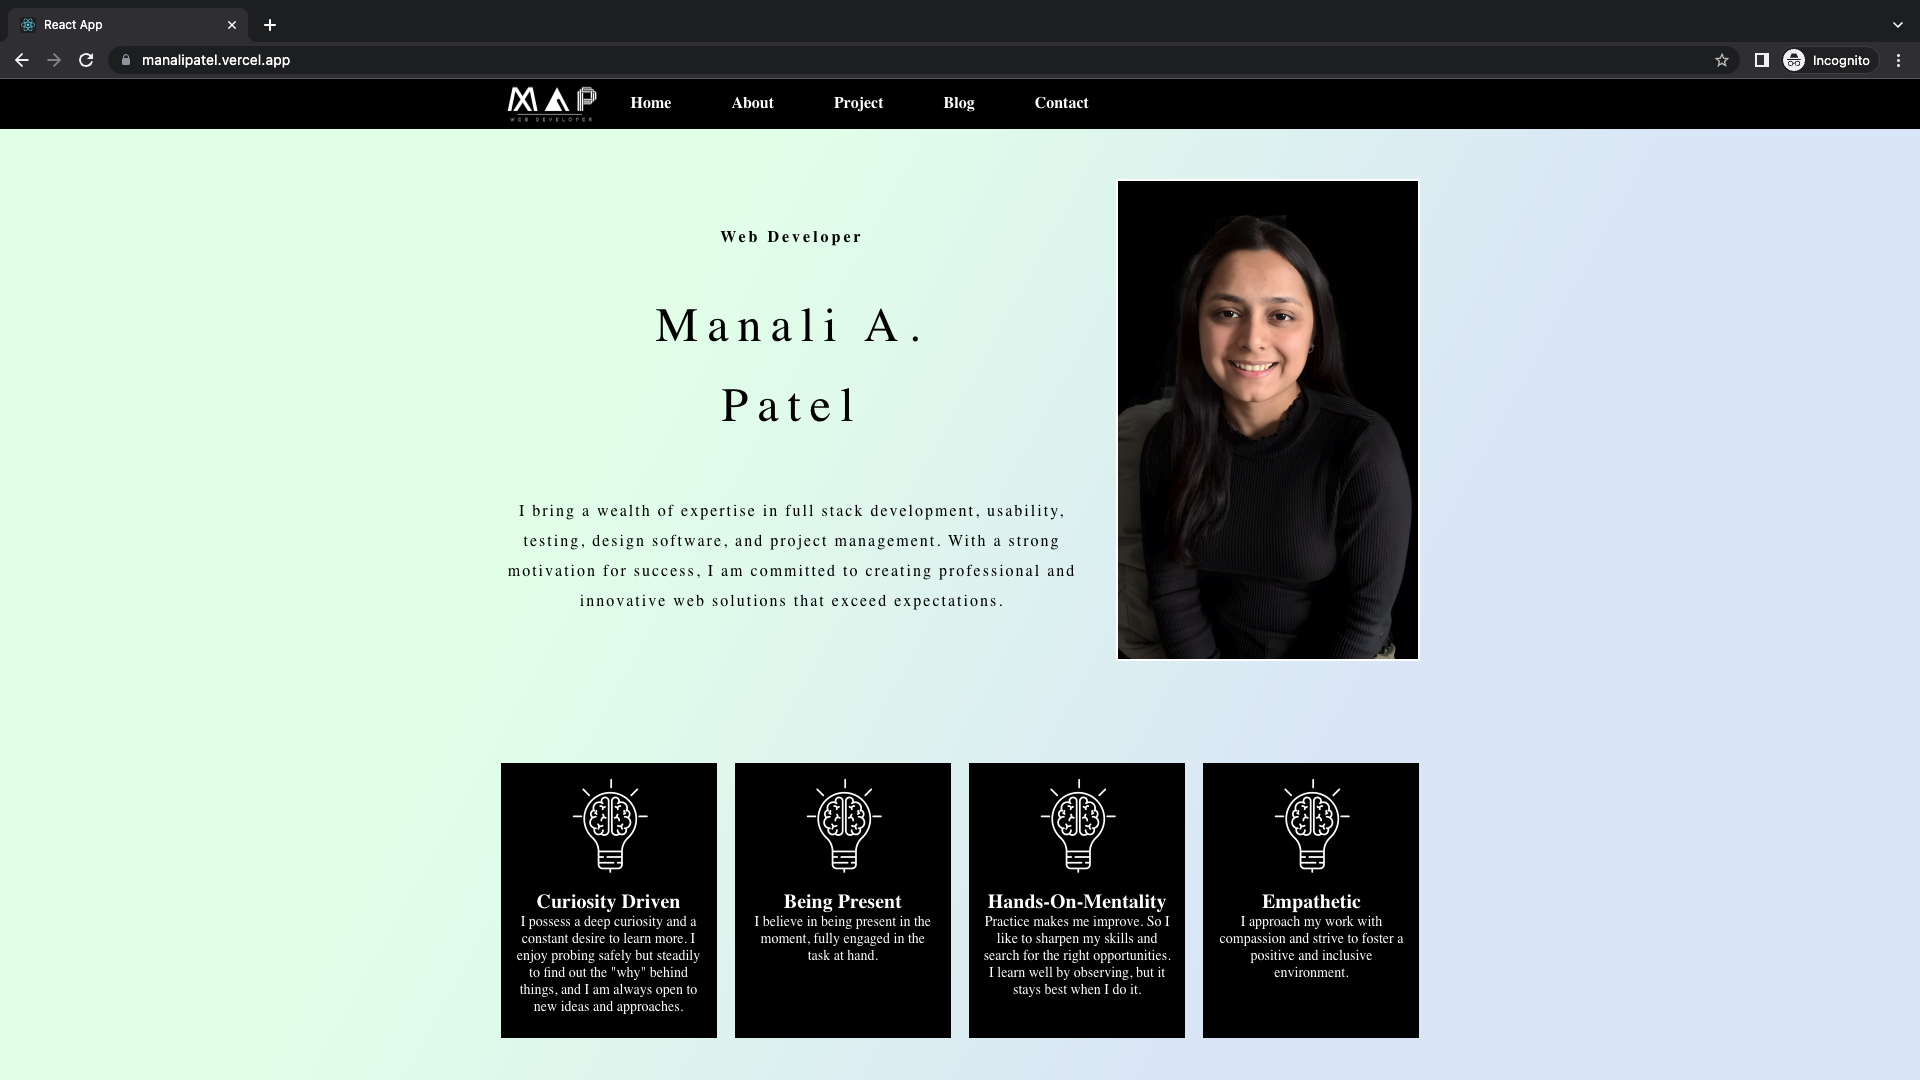 React App
manalipatel.vercel.app
Incognito
MAP
WEB DEVELOPER
Home
About
Project
Blog
Contact
Web Developer
Manali A.
Patel
I bring a wealth of expertise in full stack development, usability,
testing, design software, and project management. With a strong
motivation for success, I am committed to creating professional and
innovative web solutions that exceed expectations.
Curiosity Driven
I possess a deep curiosity and a
constant desire to learn more. I
enjoy probing safely but steadily
to find out the "why" behind
things, and I am always open to
new ideas and approaches.
Being Present
I believe in being present in the
moment, fully engaged in the
task at hand.
Hands-On-Mentality
Practice makes me improve. So I
like to sharpen my skills and
search for the right opportunities.
I learn well by observing, but it
stays best when I do it.
Empathetic
I approach my work with
compassion and strive to foster a
positive and inclusive
environment.